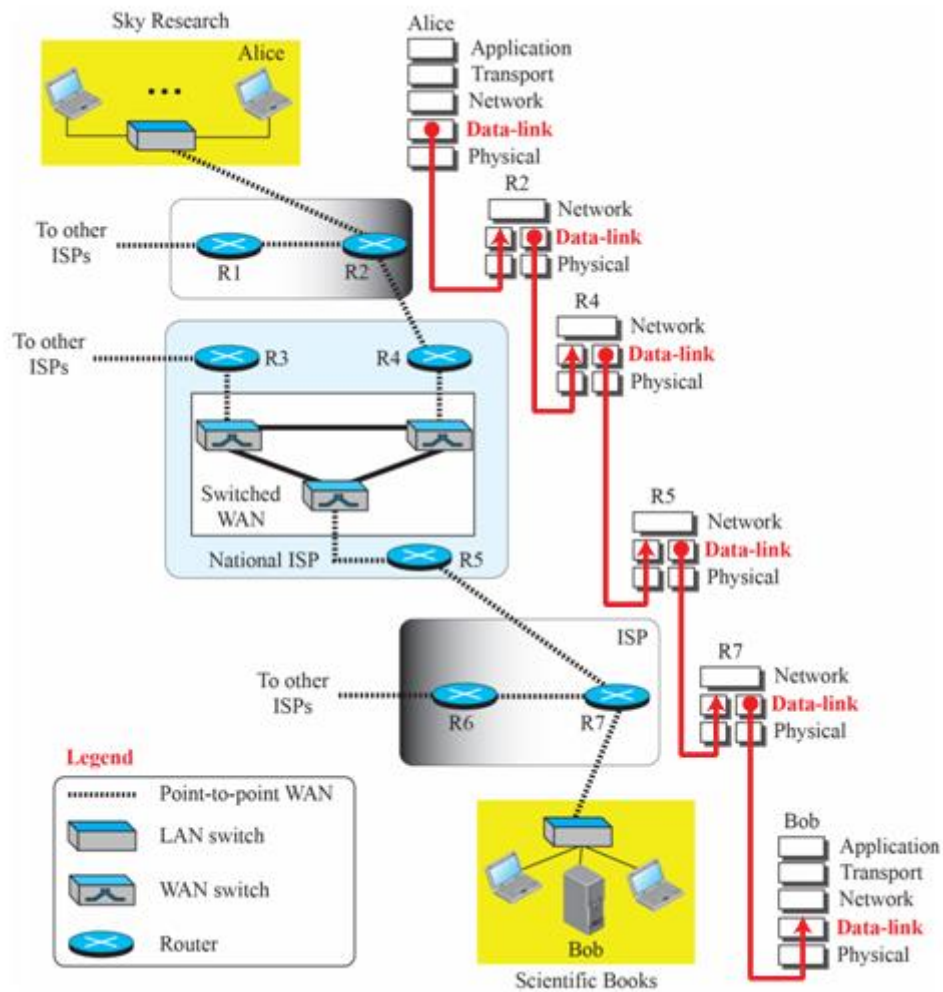 Sky Research
Alice
Alice
Application
Transport
Network
Data-link
Physical
R2
Network
Data-link
Physical
To other
ISPs
R1
R2
R4
Network
Data-link
Physical
To other
ISPs
R3
R4
Switched
WAN
National ISP
R5
R5
Network
Data-link
Physical
ISP
To other
ISPs
R6
R7
R7
Network
Data-link
Physical
Legend
Point-to-point WAN
LAN switch
WAN switch
Router
Bob
Scientific Books
Bob
Application
Transport
Network
Data-link
Physical